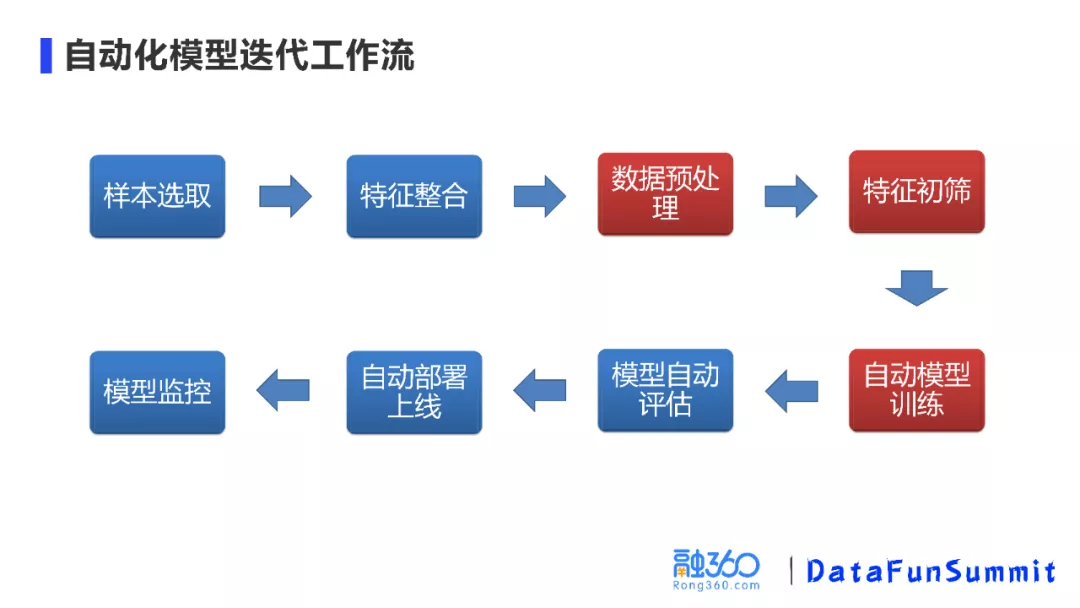 自动化模型迭代工作流
样本选取
特征整合
数据预处
理
特征初筛
自动模型
训练
模型自动
评估
自动部署
上线
模型监控
融360
Rong360.com
DataFunSummit